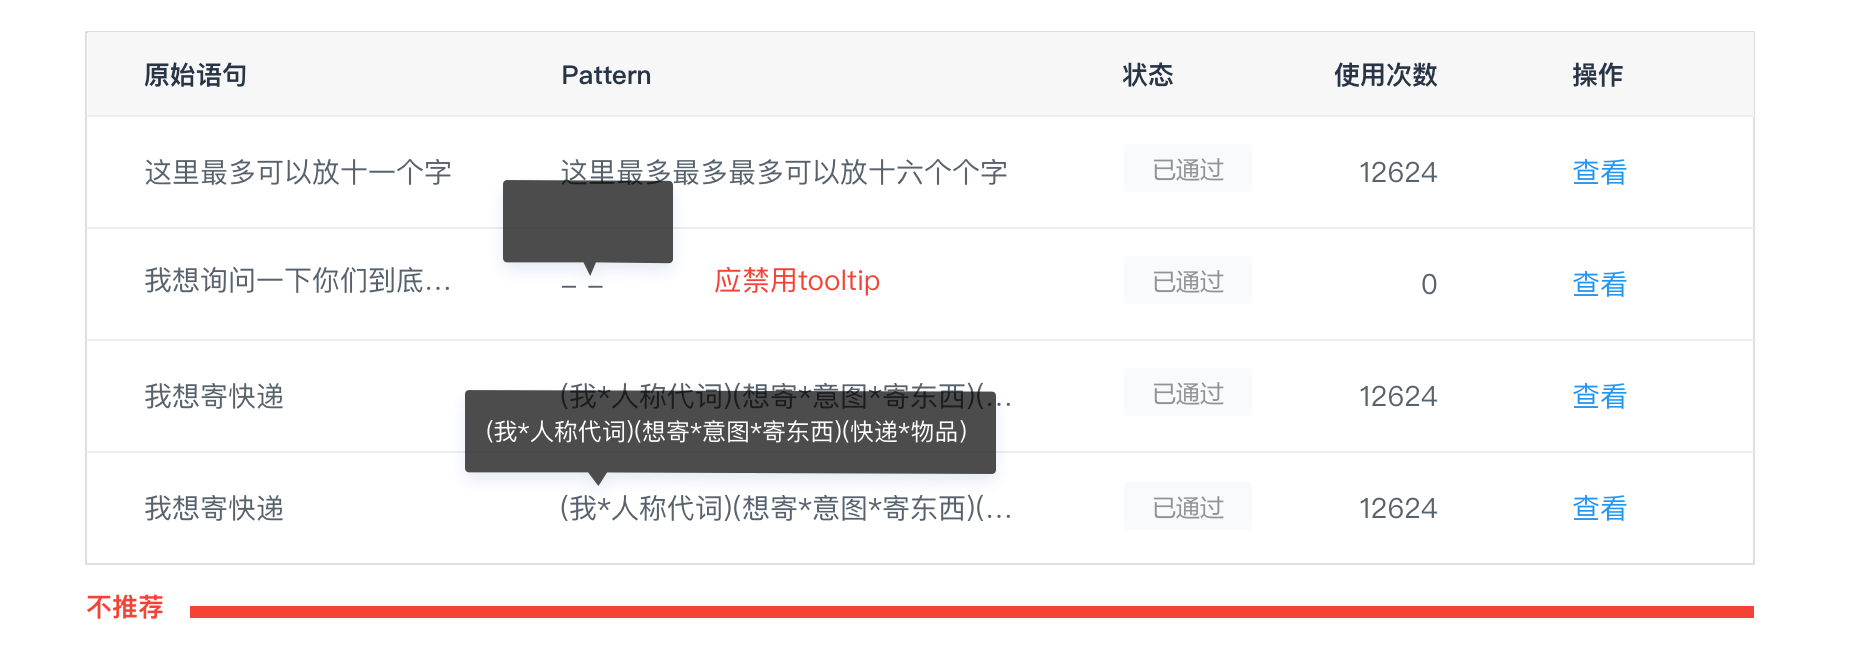 原始语句 Pattern 状态 使用次数 操作
这里最多可以放十一个字 这里最多最多最多可以放十六个个字 已通过 12624 查看
我想询问一下你们到底... – – 应禁用tooltip 已通过 0 查看
我想寄快递 (我*人称代词)(想寄*意图*寄东西)(... 已通过 12624 查看
(我*人称代词)(想寄*意图*寄东西)(快递*物品)
我想寄快递 (我*人称代词)(想寄*意图*寄东西)(... 已通过 12624 查看
不推荐